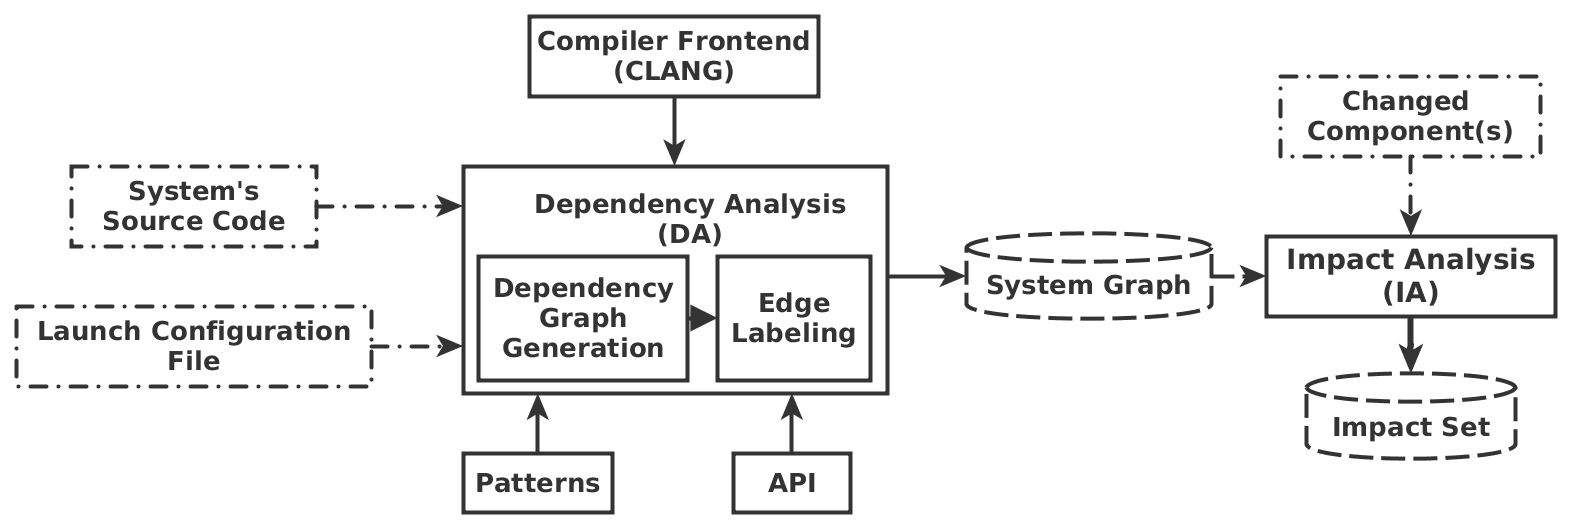 Compiler Frontend
(CLANG)
Changed
Component(s)
System's
Source Code
Dependency Analysis
(DA)
Launch Configuration
File
Dependency
Graph
Generation
Edge
Labeling
System Graph
Impact Analysis
(IA)
Impact Set
Patterns
API